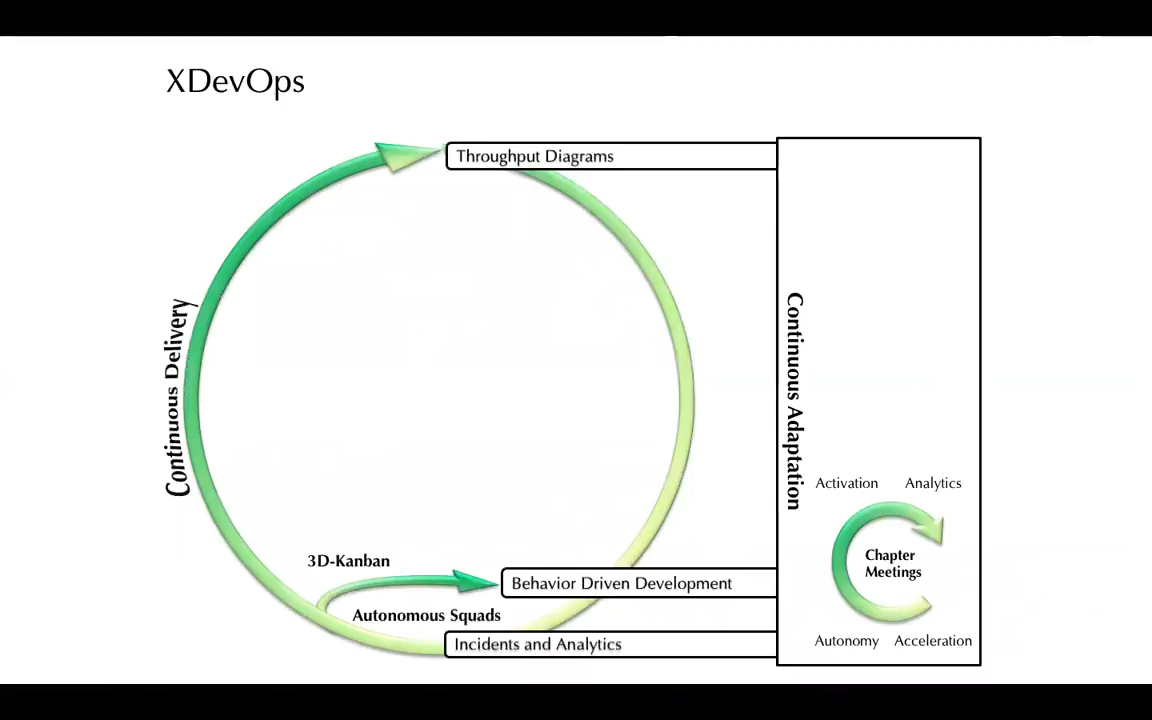 XDevOps
Throughput Diagrams
Continuous Delivery
Continuous Adaptation
Activation
Analytics
Chapter
Meetings
Autonomy
Acceleration
3D-Kanban
Behavior Driven Development
Autonomous Squads
Incidents and Analytics